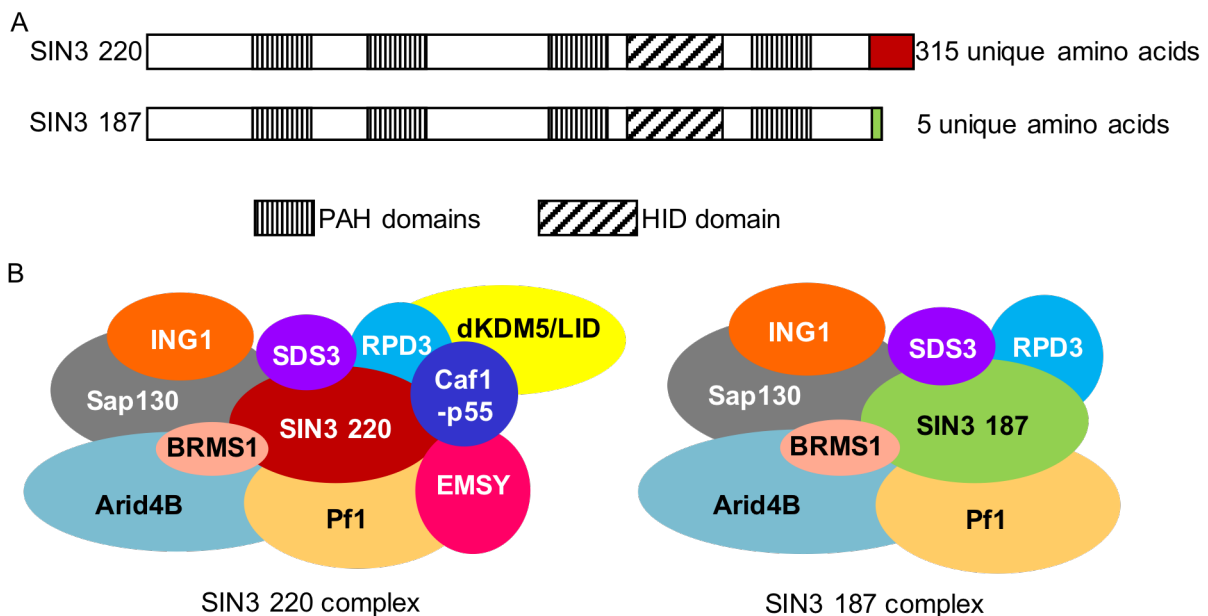 A
SIN3 220
315 unique amino acids
SIN3 187
5 unique amino acids
PAH domains
HID domain
B
ING1
SDS3
RPD3
dKDM5/LID
Sap130
Caf1
-p55
SIN3 220
BRMS1
EMSY
Arid4B
Pf1
SIN3 220 complex
ING1
SDS3
RPD3
Sap130
SIN3 187
BRMS1
Arid4B
Pf1
SIN3 187 complex